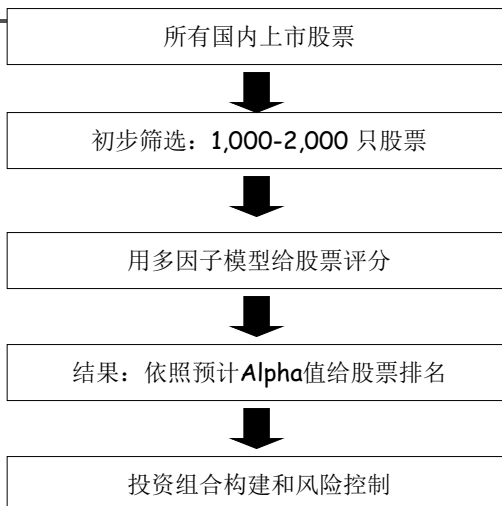 所有国内上市股票
初步筛选：1,000-2,000 只股票
用多因子模型给股票评分
结果：依照预计Alpha值给股票排名
投资组合构建和风险控制